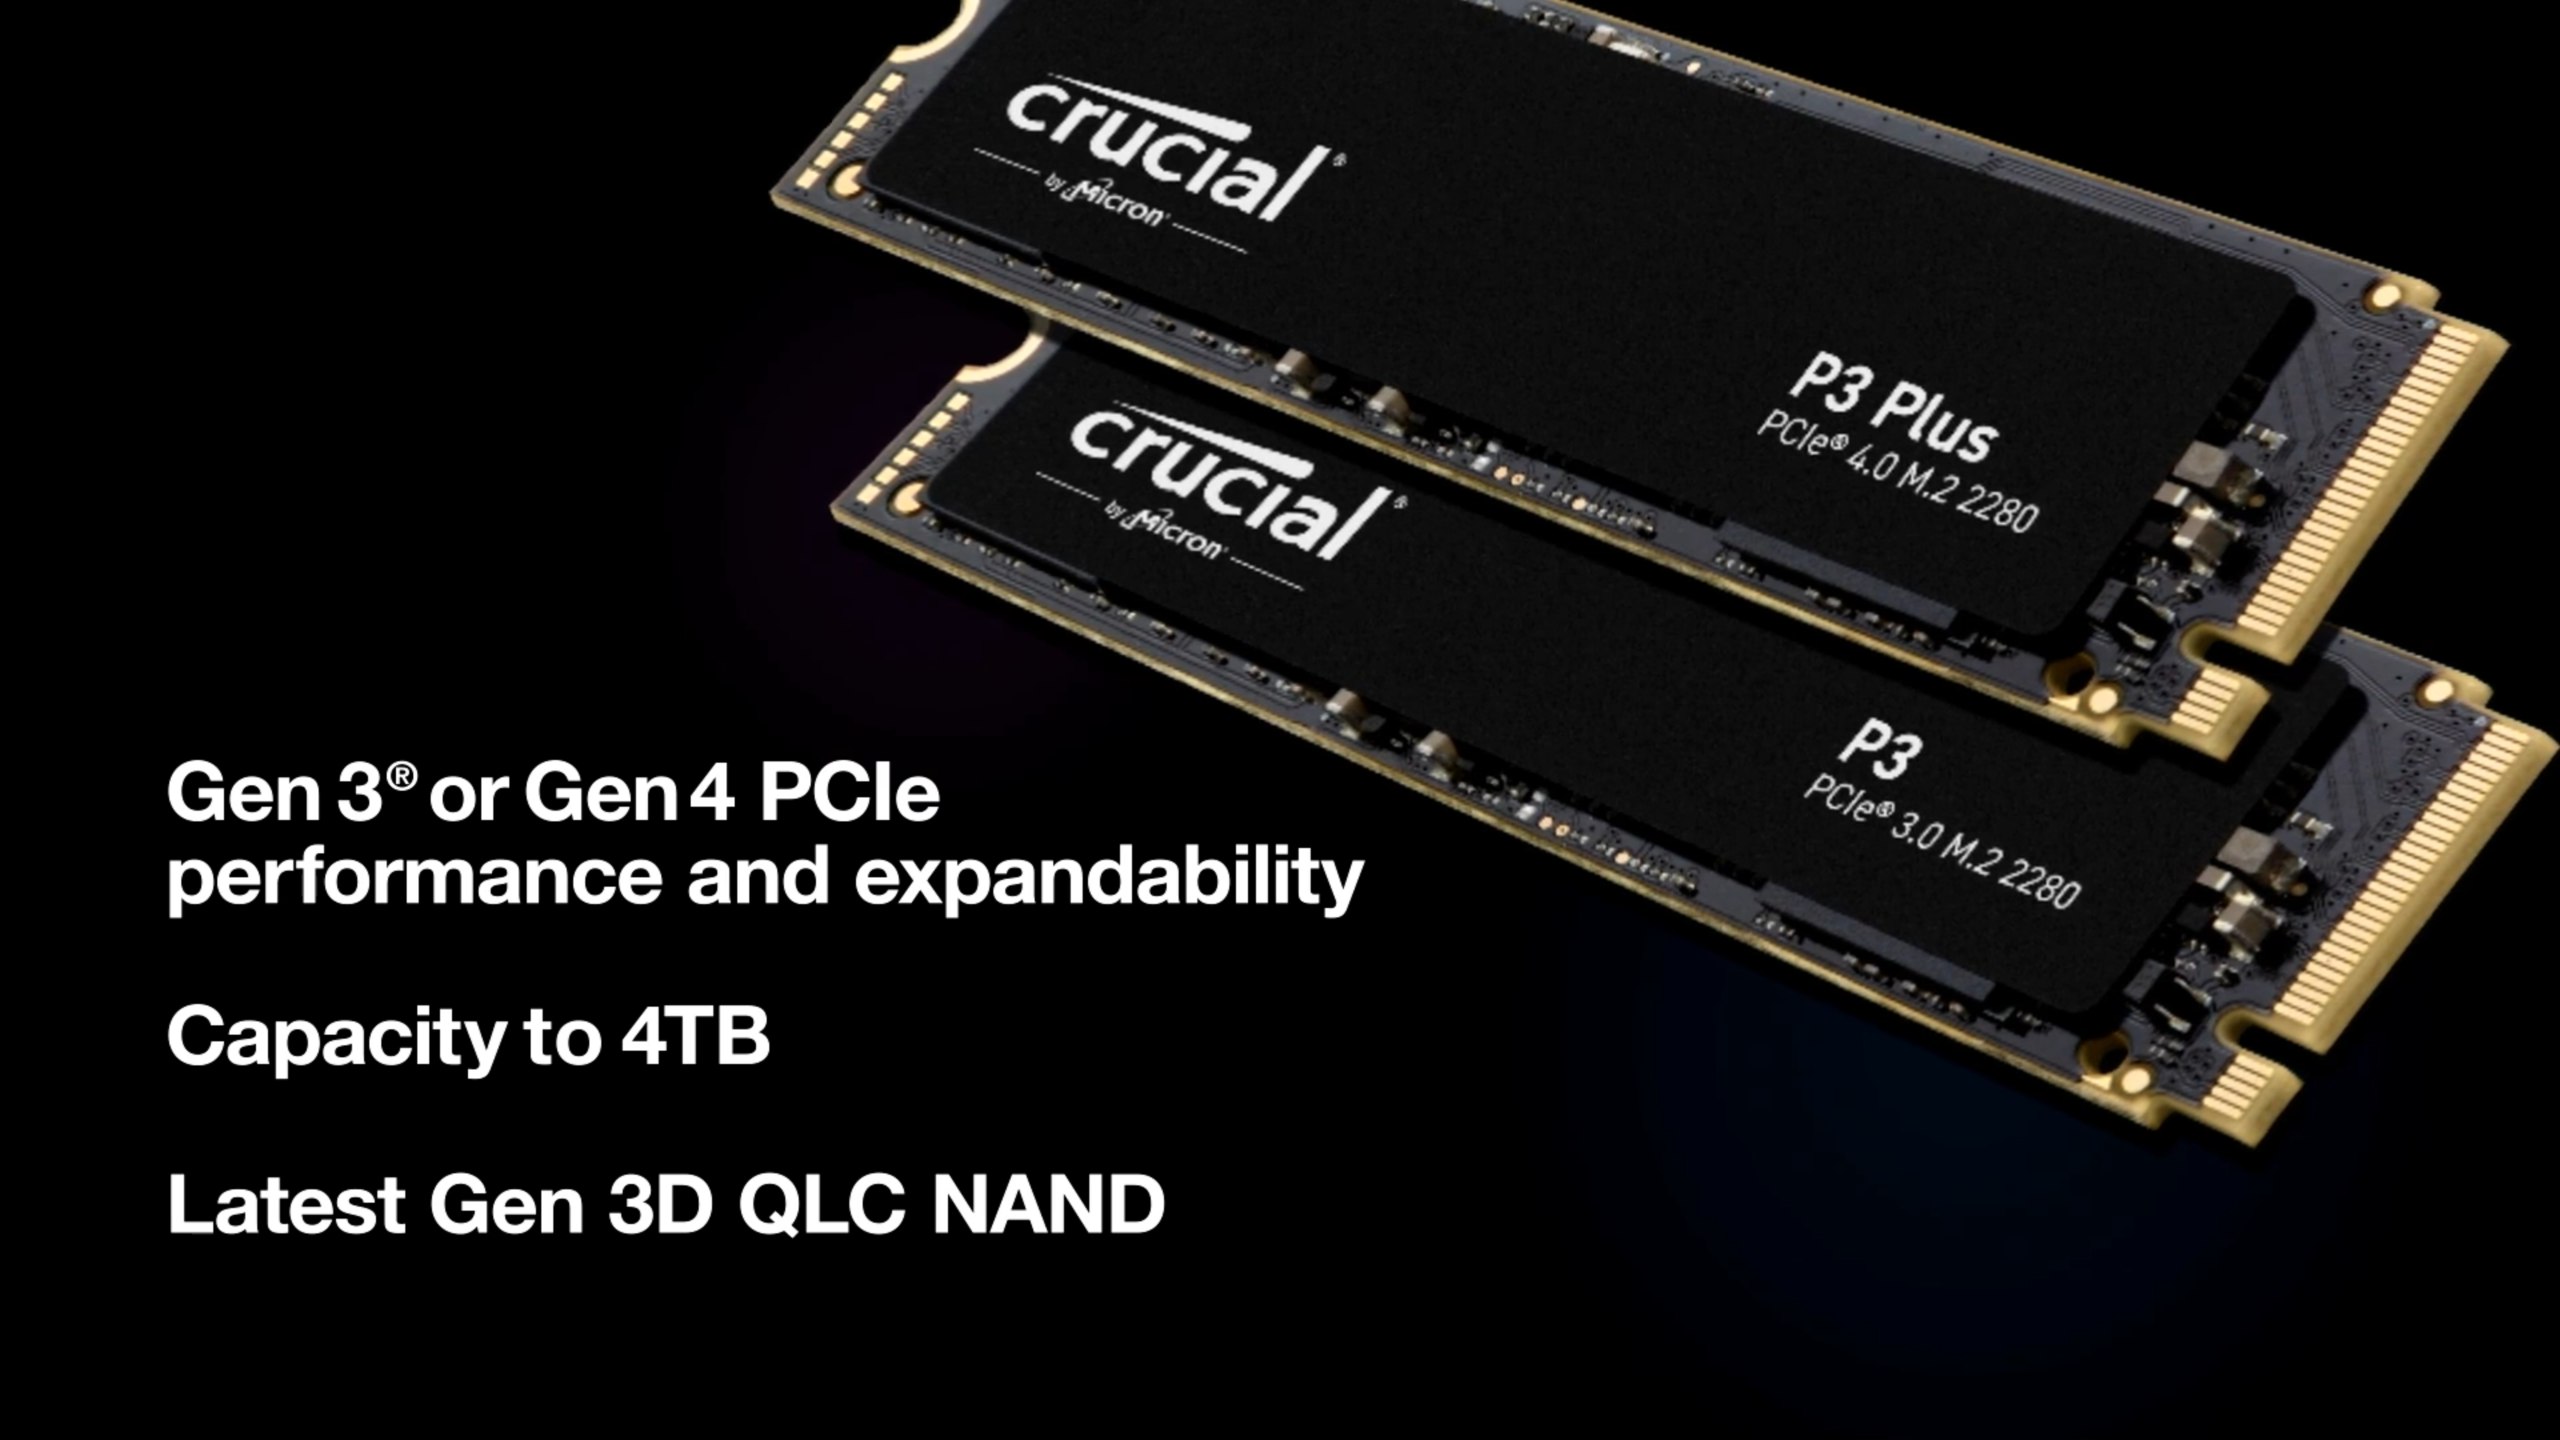 crucial®
by Micron®
P3 Plus
PCIe® 4.0 M.2 2280
crucial®
by Micron®
P3
PCIe® 3.0 M.2 2280
Gen 3® or Gen 4 PCIe
performance and expandability
Capacity to 4TB
Latest Gen 3D QLC NAND